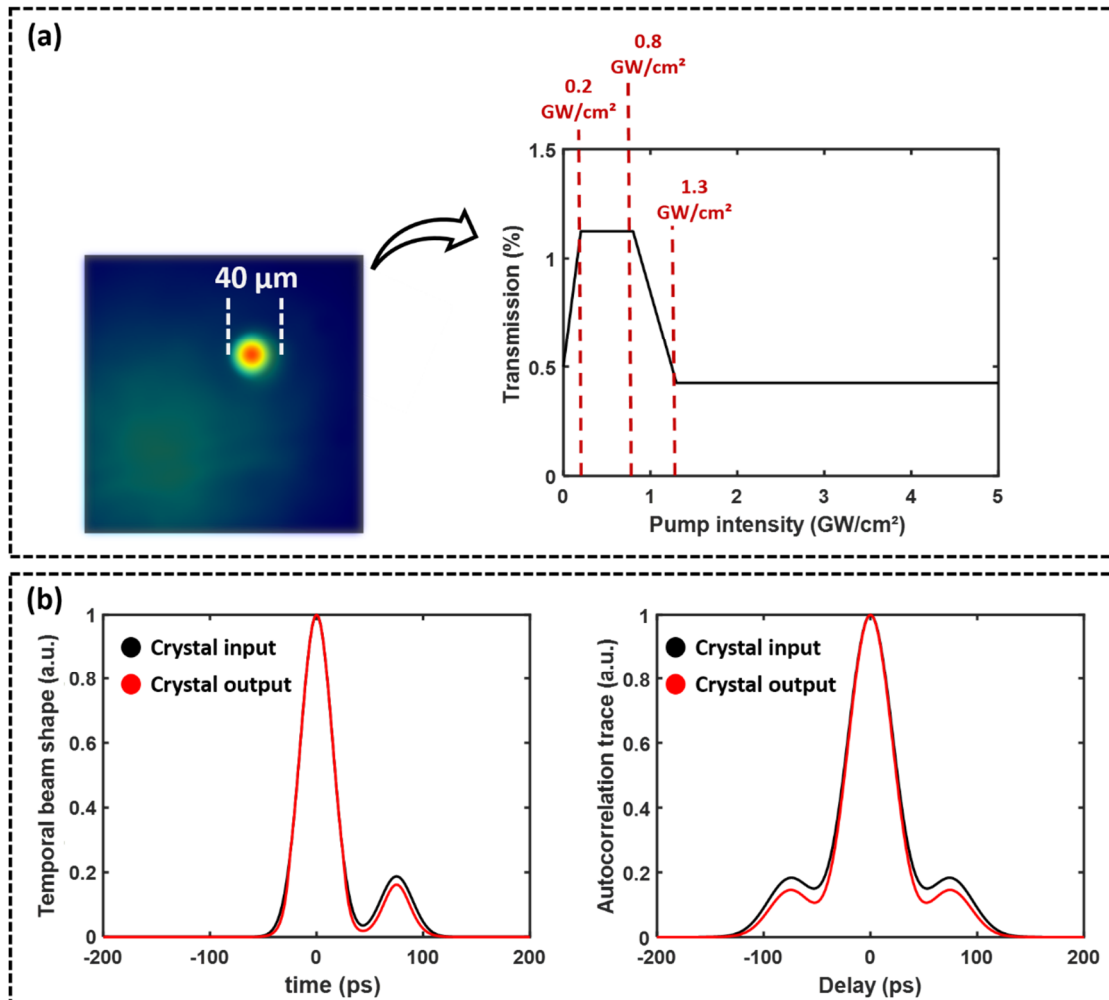 (a)
0.8
GW/cm²
0.2
GW/cm²
1.3
GW/cm²
40 µm
1.5
1
0.5
0
Transmission (%)
0 1 2 3 4 5
Pump intensity (GW/cm²)
(b)
Crystal input
Crystal output
1
0.8
0.6
0.4
0.2
0
Temporal beam shape (a.u.)
-200 -100 0 100 200
time (ps)
Crystal input
Crystal output
1
0.8
0.6
0.4
0.2
0
Autocorrelation trace (a.u.)
-200 -100 0 100 200
Delay (ps)